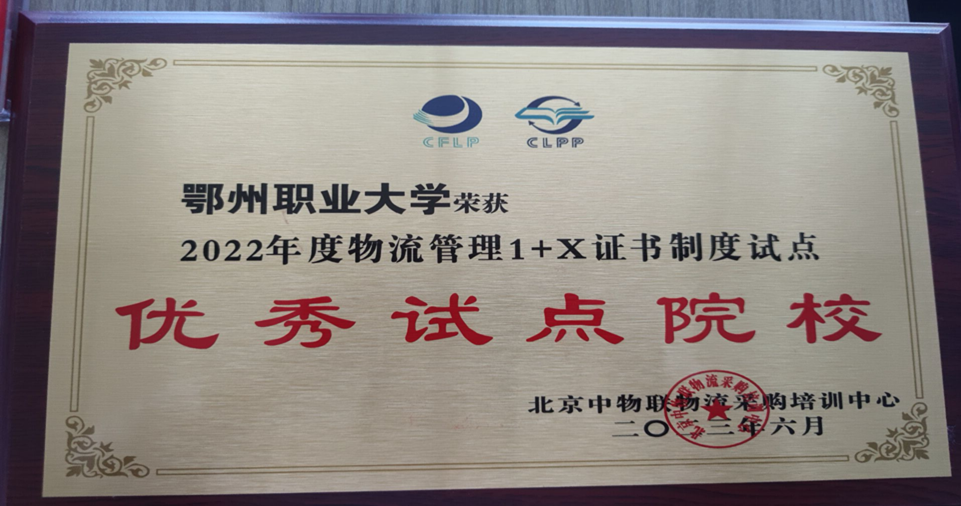 CFLP CLPP
鄂州职业大学荣获
2022年度物流管理1+X证书制度试点
优秀试点院校
北京中物联物流采购培训中心
二〇二三年六月